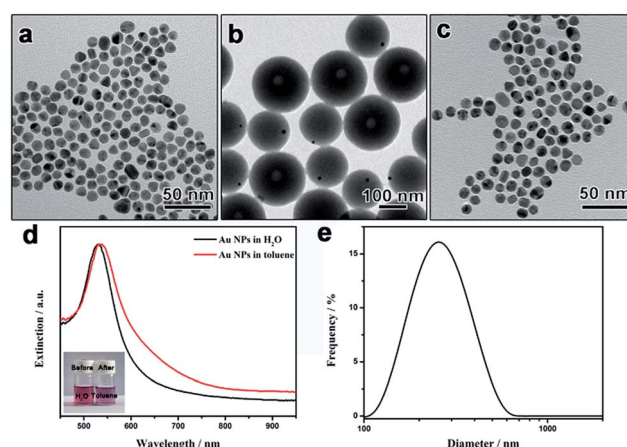 a
50 nm
b
100 nm
c
50 nm
d
Au NPs in H2O
Au NPs in toluene
Extinction / a.u.
500 600 700 800 900
Wavelength / nm
Before After
H2O Toluene
e
Frequency / %
15
10
5
0
100 1000
Diameter / nm